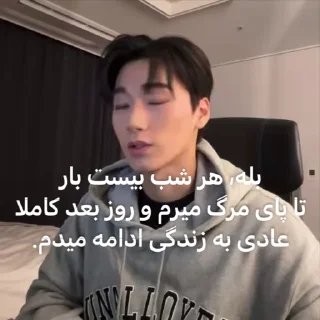 بله، هر شب بیست بار
تا پای مرگ میرم و روز بعد کاملا
عادی به زندگی ادامه میدم.